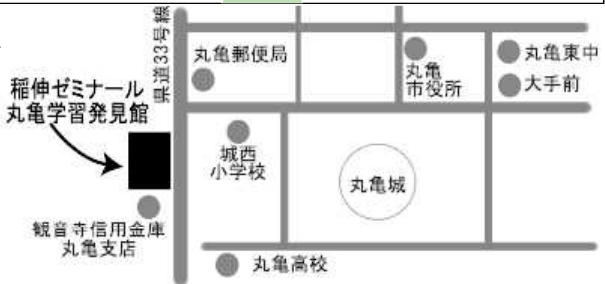 県道33号線
丸亀郵便局
丸亀
市役所
丸亀東中
大手前
稲伸ゼミナール
丸亀学習発見館
城西
小学校
丸亀城
観音寺信用金庫
丸亀支店
丸亀高校